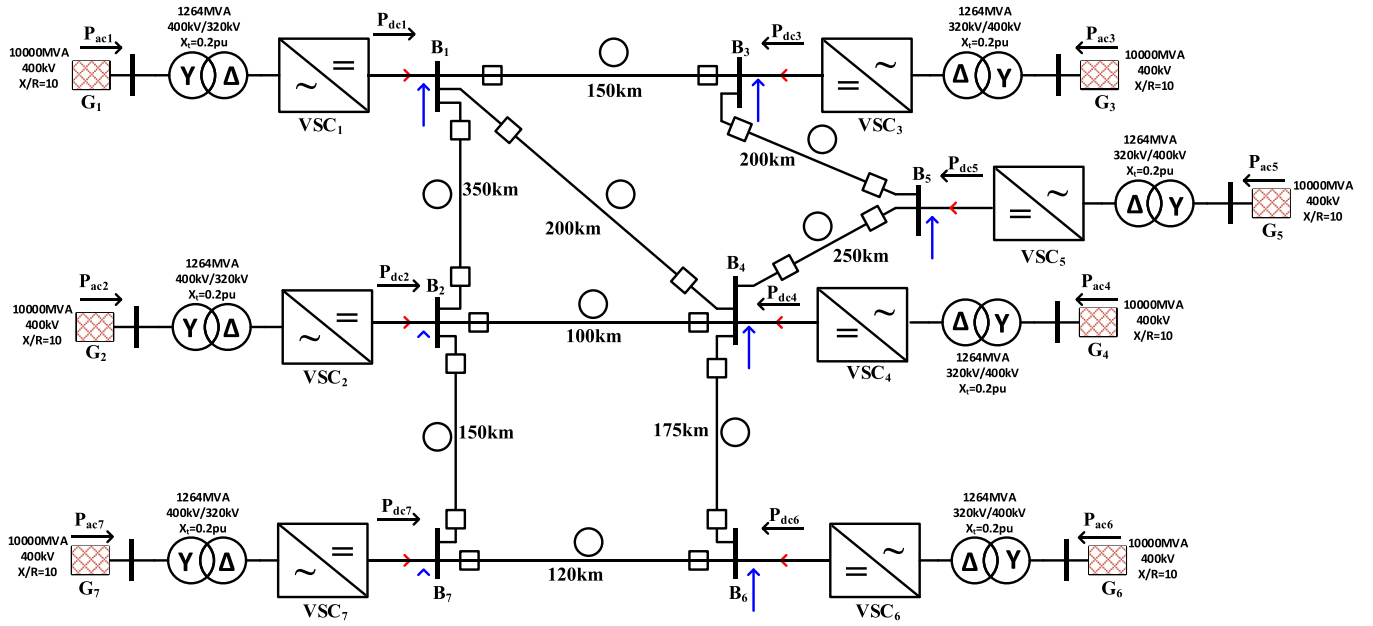 1264MVA
400kV/320kV
Xt=0.2pu
Pac1
10000MVA
400kV
X/R=10
G1
Y Δ
~ =
VSC1
Pdc1
B1
150km
B3
Pdc3
= ~
VSC3
1264MVA
320kV/400kV
Xt=0.2pu
Δ Y
Pac3
10000MVA
400kV
X/R=10
G3
200km
350km
200km
B5
Pdc5
= ~
VSC5
1264MVA
320kV/400kV
Xt=0.2pu
Δ Y
Pac5
10000MVA
400kV
X/R=10
G5
250km
Pac2
10000MVA
400kV
X/R=10
G2
1264MVA
400kV/320kV
Xt=0.2pu
Y Δ
~ =
VSC2
Pdc2
B2
100km
B4
Pdc4
= ~
VSC4
Δ Y
1264MVA
320kV/400kV
Xt=0.2pu
Pac4
10000MVA
400kV
X/R=10
G4
150km
175km
Pac7
10000MVA
400kV
X/R=10
G7
1264MVA
400kV/320kV
Xt=0.2pu
Y Δ
~ =
VSC7
Pdc7
B7
120km
B6
Pdc6
= ~
VSC6
1264MVA
320kV/400kV
Xt=0.2pu
Δ Y
Pac6
10000MVA
400kV
X/R=10
G6